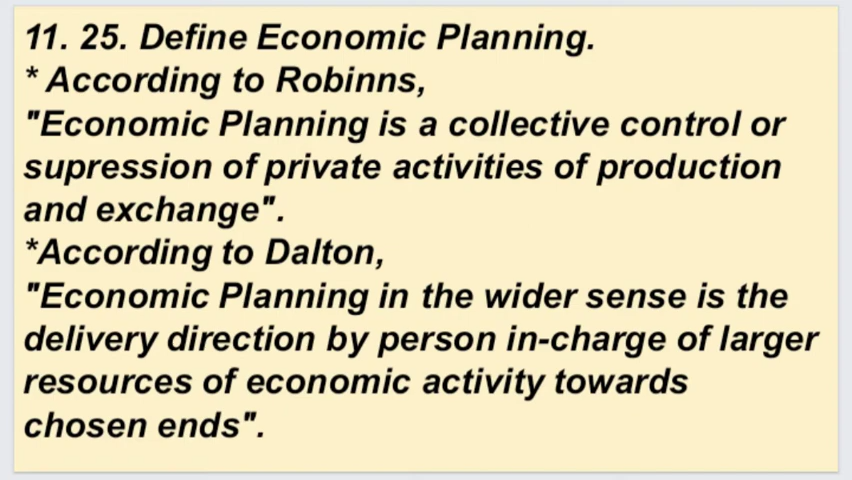 11. 25. Define Economic Planning.
* According to Robinns,
"Economic Planning is a collective control or
supression of private activities of production
and exchange".
*According to Dalton,
"Economic Planning in the wider sense is the
delivery direction by person in-charge of larger
resources of economic activity towards
chosen ends".